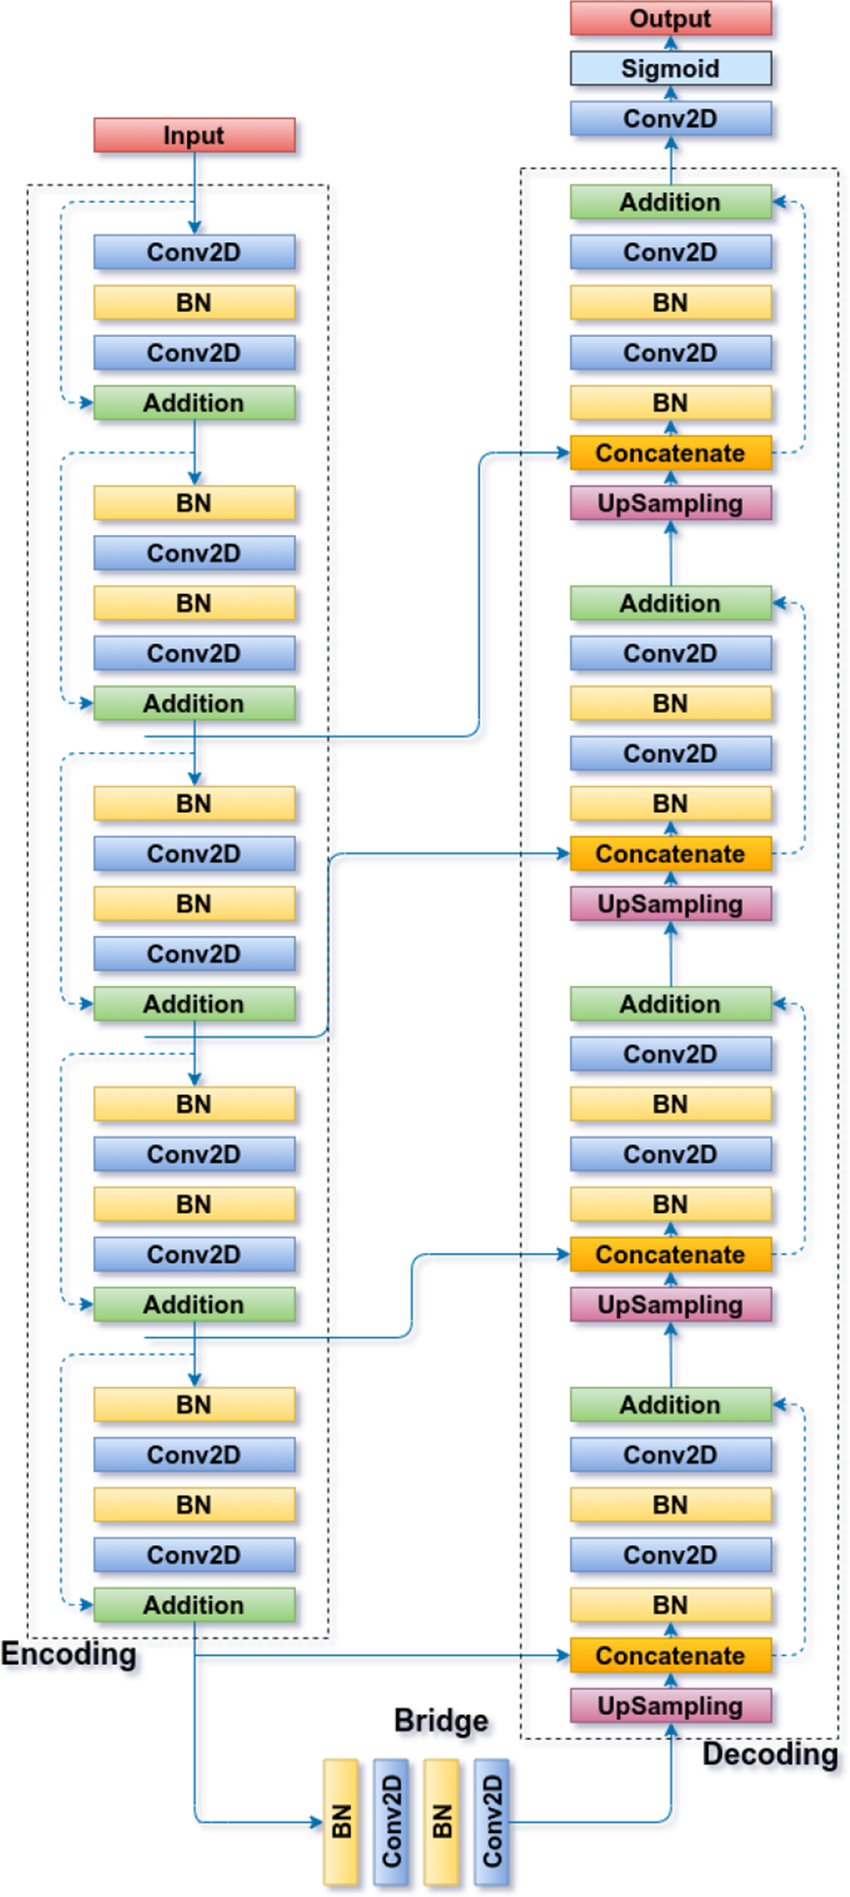 Input
Conv2D
BN
Conv2D
Addition
BN
Conv2D
BN
Conv2D
Addition
BN
Conv2D
BN
Conv2D
Addition
BN
Conv2D
BN
Conv2D
Addition
BN
Conv2D
BN
Conv2D
Addition
Encoding
Bridge
BN
Conv2D
BN
Conv2D
Output
Sigmoid
Conv2D
Addition
Conv2D
BN
Conv2D
BN
Concatenate
UpSampling
Addition
Conv2D
BN
Conv2D
BN
Concatenate
UpSampling
Addition
Conv2D
BN
Conv2D
BN
Concatenate
UpSampling
Addition
Conv2D
BN
Conv2D
BN
Concatenate
UpSampling
Decoding